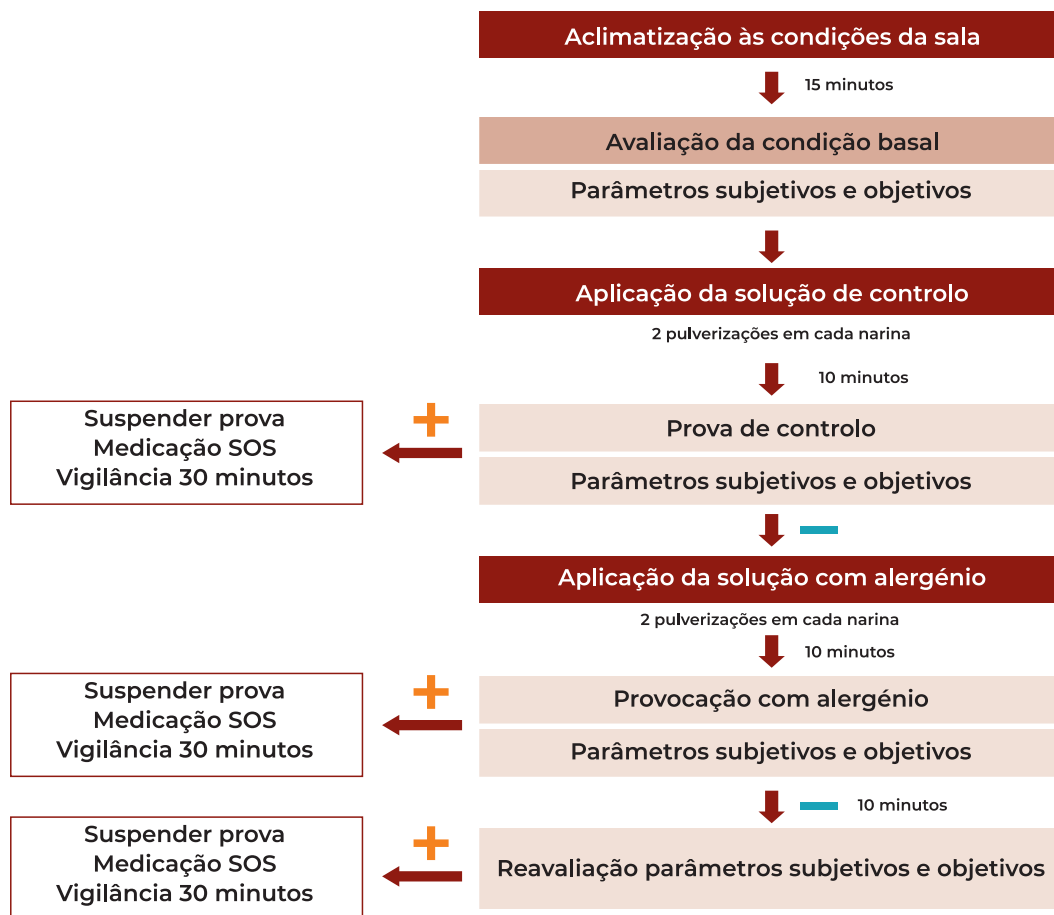 Aclimatização às condições da sala
15 minutos
Avaliação da condição basal
Parâmetros subjetivos e objetivos
Aplicação da solução de controlo
2 pulverizações em cada narina
10 minutos
Suspender prova
Medicação SOS
Vigilância 30 minutos
+
Prova de controlo
Parâmetros subjetivos e objetivos
Aplicação da solução com alergénio
2 pulverizações em cada narina
10 minutos
Suspender prova
Medicação SOS
Vigilância 30 minutos
+
Provocação com alergénio
Parâmetros subjetivos e objetivos
10 minutos
Suspender prova
Medicação SOS
Vigilância 30 minutos
+
Reavaliação parâmetros subjetivos e objetivos